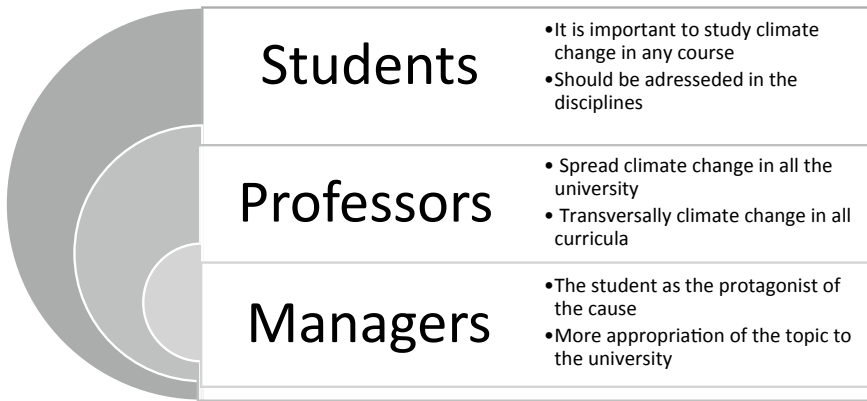 Students
•It is important to study climate
change in any course
•Should be adresseded in the
disciplines
Professors
• Spread climate change in all the
university
• Transversally climate change in all
curricula
Managers
•The student as the protagonist of
the cause
•More appropriation of the topic to
the university